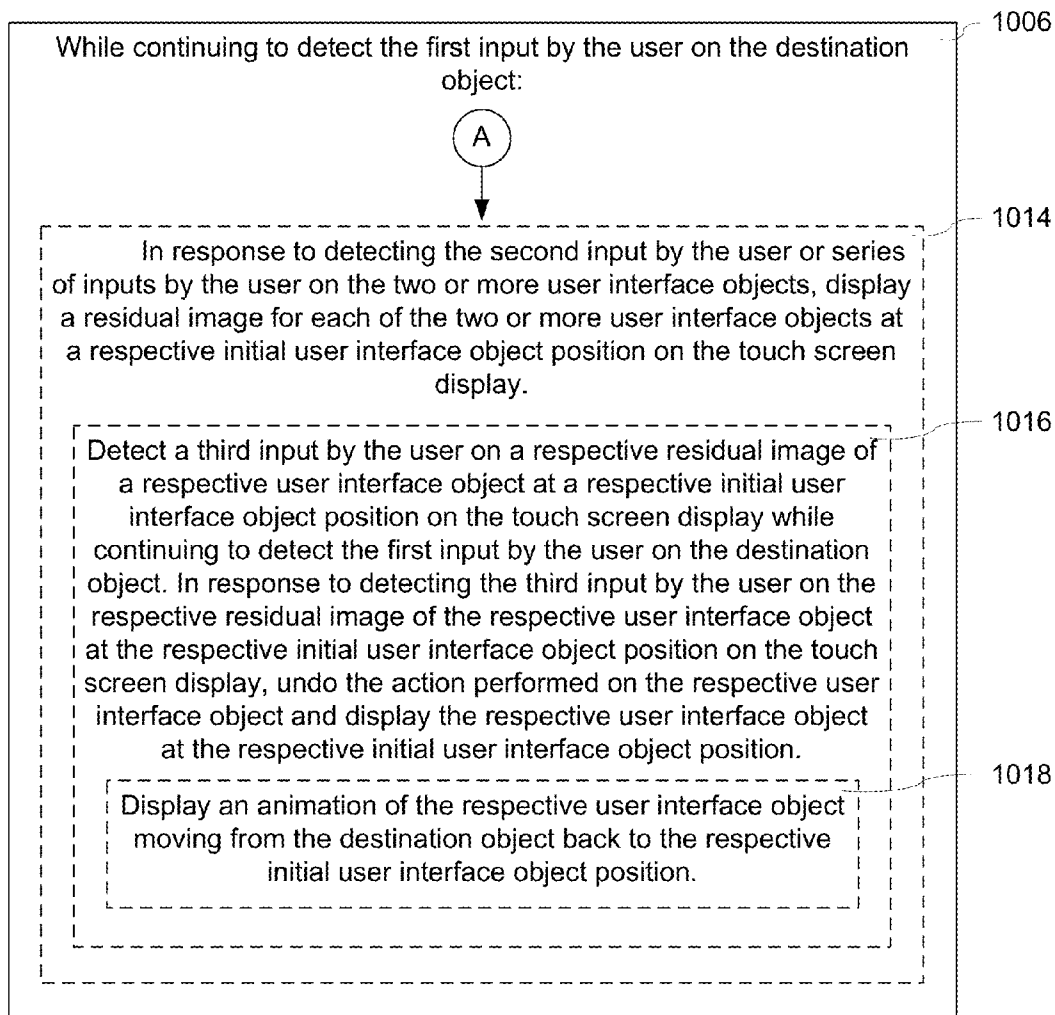 1006
While continuing to detect the first input by the user on the destination
object:
A
1014
In response to detecting the second input by the user or series
of inputs by the user on the two or more user interface objects, display
a residual image for each of the two or more user interface objects at
a respective initial user interface object position on the touch screen
display.
1016
Detect a third input by the user on a respective residual image of
a respective user interface object at a respective initial user
interface object position on the touch screen display while
continuing to detect the first input by the user on the destination
object. In response to detecting the third input by the user on the
respective residual image of the respective user interface object
at the respective initial user interface object position on the touch
screen display, undo the action performed on the respective user
interface object and display the respective user interface object
at the respective initial user interface object position.
1018
Display an animation of the respective user interface object
moving from the destination object back to the respective
initial user interface object position.